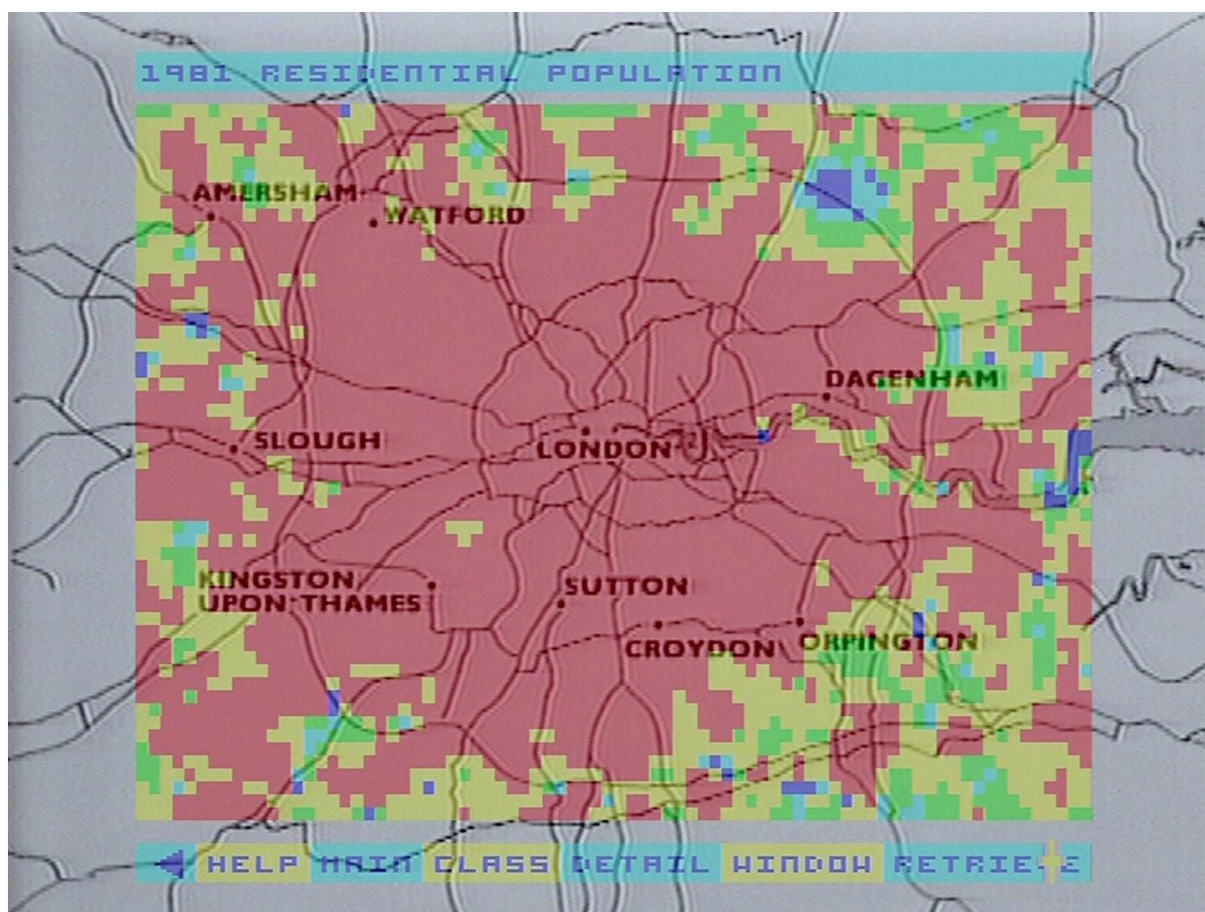 1981 RESIDENTIAL POPULATION
AMERSHAM
WATFORD
DAGENHAM
SLOUGH
LONDON
KINGSTON
UPON-THAMES
SUTTON
CROYDON
ORPINGTON
HELP MAIN CLASS DETAIL WINDOW